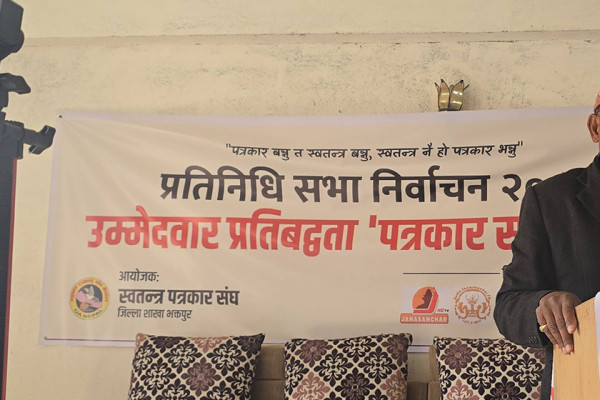 "पत्रकार बन्नु त स्वतन्त्र बन्नु, स्वतन्त्र नै हो पत्रकार भन्नु"
प्रतिनिधि सभा निर्वाचन
उम्मेदवार प्रतिबद्वता 'पत्रकार
आयोजक:
स्वतन्त्र पत्रकार संघ
जिल्ला शाखा भक्तपुर
JANASANCHAR